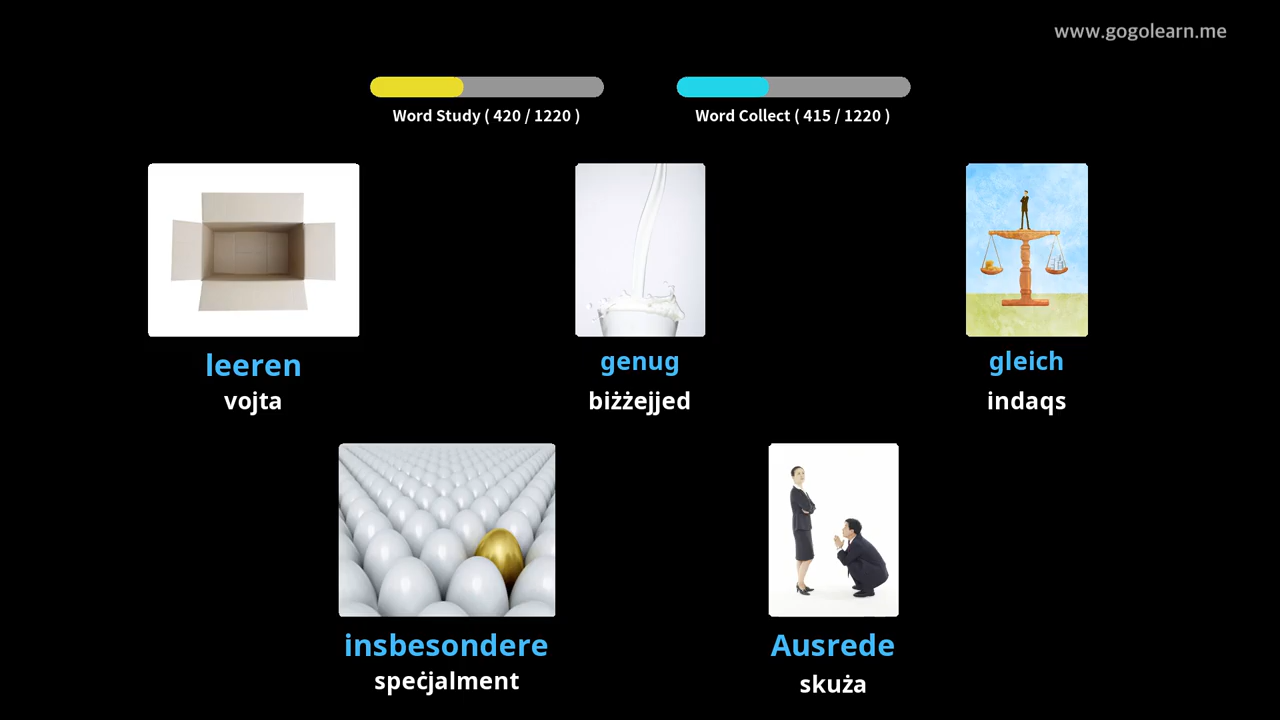 www.gogolearn.me
Word Study ( 420 / 1220 )
Word Collect ( 415 / 1220 )
leeren
vojta
genug
biżżejjed
gleich
indaqs
insbesondere
speċjalment
Ausrede
skuża